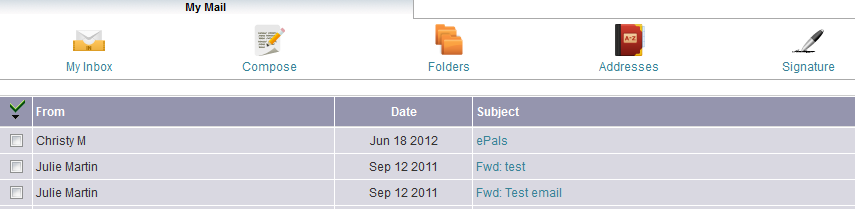 My Mail
My Inbox Compose Folders Addresses Signature
From Date Subject
Christy M Jun 18 2012 ePals
Julie Martin Sep 12 2011 Fwd: test
Julie Martin Sep 12 2011 Fwd: Test email